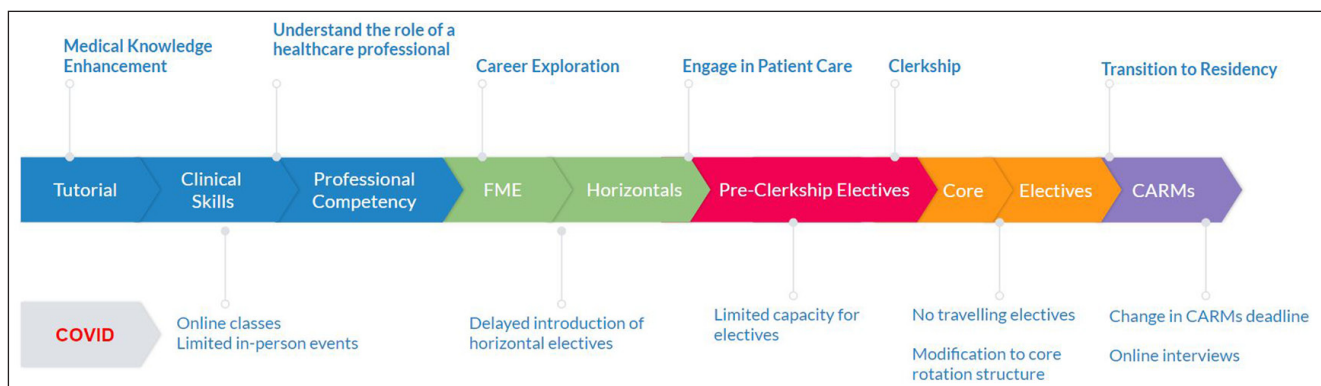 Medical Knowledge
Enhancement
Understand the role of a
healthcare professional
Career Exploration
Engage in Patient Care
Clerkship
Transition to Residency
Tutorial
Clinical
Skills
Professional
Competency
FME
Horizontals
Pre-Clerkship Electives
Core
Electives
CARMs
COVID
Online classes
Limited in-person events
Delayed introduction of
horizontal electives
Limited capacity for
electives
No travelling electives
Modification to core
rotation structure
Change in CARMs deadline
Online interviews